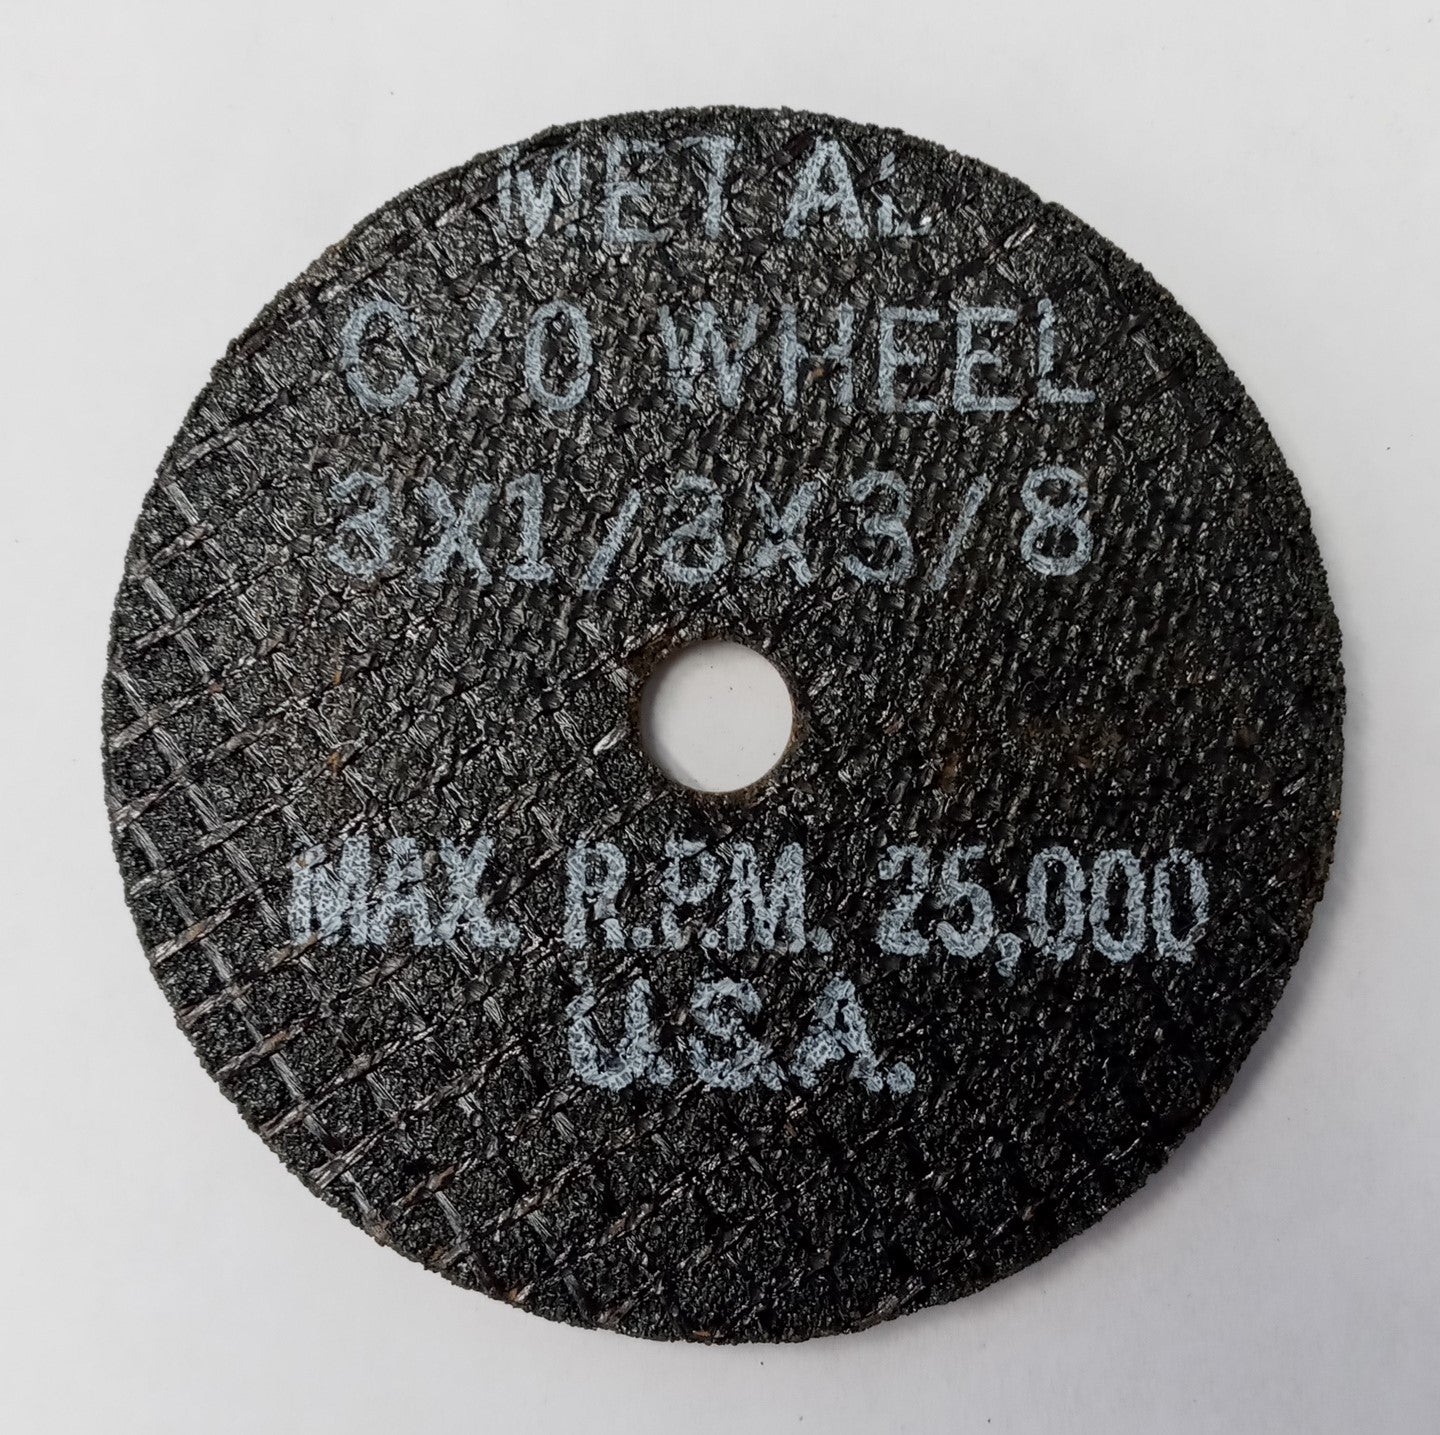 METAL
C/O WHEEL
3X1/8X3/8
MAX. R.P.M. 25,000
U.S.A.